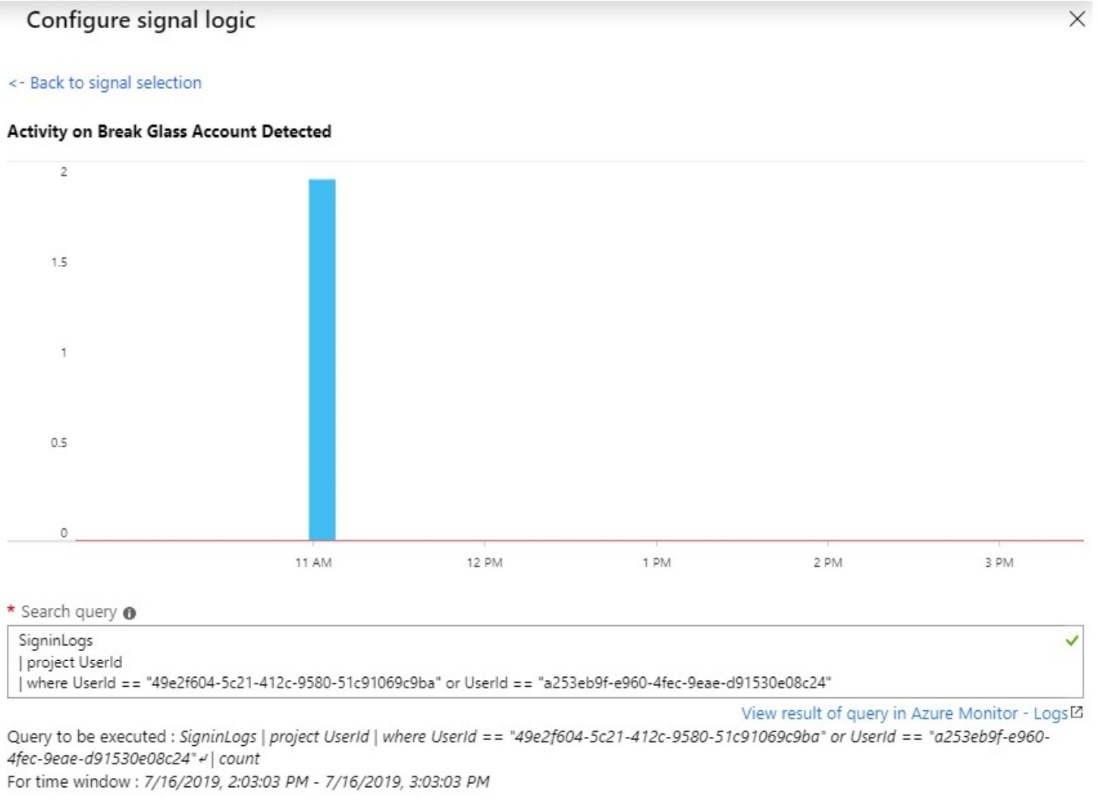 Configure signal logic
<- Back to signal selection
Activity on Break Glass Account Detected
2
1.5
1
0.5
0
11 AM 12 PM 1 PM 2 PM 3 PM
* Search query
SigninLogs
| project UserId
| where UserId == "49e2f604-5c21-412c-9580-51c91069c9ba" or UserId == "a253eb9f-e960-4fec-9eae-d91530e08c24"
View result of query in Azure Monitor - Logs
Query to be executed : SigninLogs | project UserId | where UserId == "49e2f604-5c21-412c-9580-51c91069c9ba" or UserId == "a253eb9f-e960-
4fec-9eae-d91530e08c24"↵| count
For time window : 7/16/2019, 2:03:03 PM - 7/16/2019, 3:03:03 PM